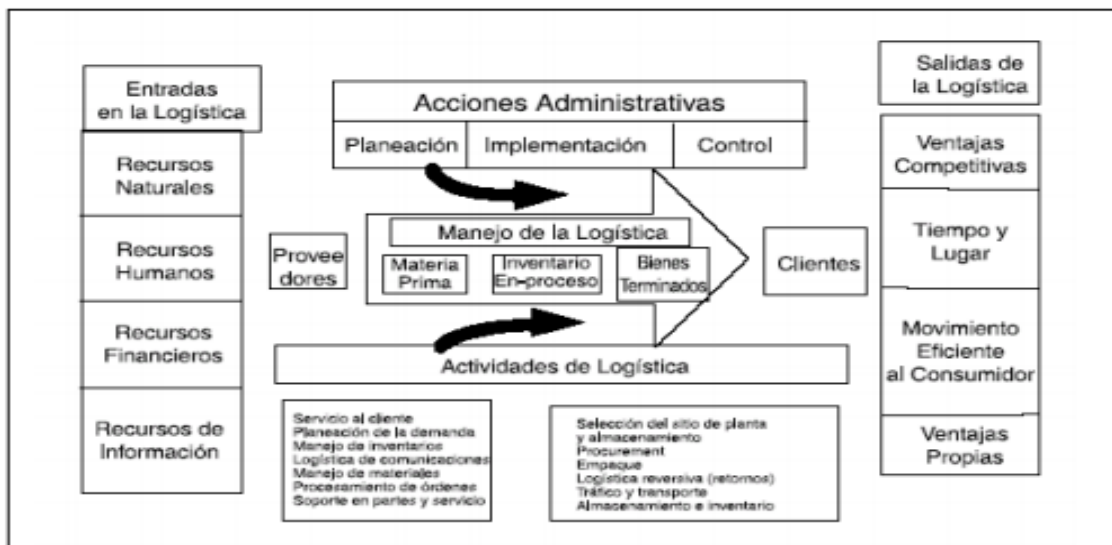 Entradas
en la Logística
Recursos
Naturales
Recursos
Humanos
Recursos
Financieros
Recursos de
Información
Acciones Administrativas
Planeación
Implementación
Control
Provee
dores
Manejo de la Logística
Materia
Prima
Inventario
En-proceso
Bienes
Terminados
Clientes
Actividades de Logística
Servicio al cliente
Planeación de la demanda
Manejo de inventarios
Logística de comunicaciones
Manejo de materiales
Procesamiento de órdenes
Soporte en partes y servicio
Selección del sitio de planta
y almacenamiento
Procurement
Empaque
Logística reversiva (retornos)
Tráfico y transporte
Almacenamiento e inventario
Salidas de
la Logística
Ventajas
Competitivas
Tiempo y
Lugar
Movimiento
Eficiente
al Consumidor
Ventajas
Propias